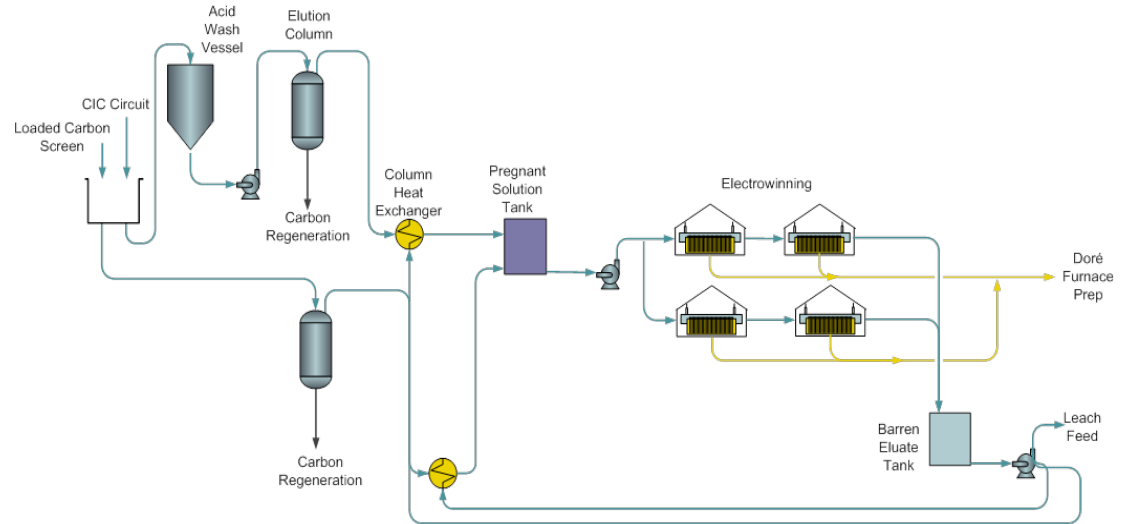 Acid
Wash
Vessel
Elution
Column
CIC Circuit
Loaded Carbon
Screen
Column
Heat
Exchanger
Pregnant
Solution
Tank
Electrowinning
Carbon
Regeneration
Doré
Furnace
Prep
Barren
Eluate
Tank
Leach
Feed
Carbon
Regeneration